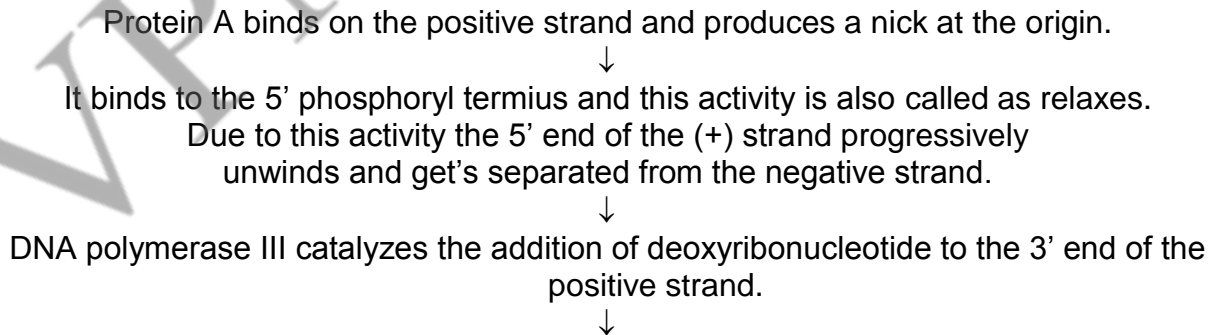 Protein A binds on the positive strand and produces a nick at the origin.
↓
It binds to the 5’ phosphoryl termius and this activity is also called as relaxes.
Due to this activity the 5’ end of the (+) strand progressively
unwinds and get’s separated from the negative strand.
↓
DNA polymerase III catalyzes the addition of deoxyribonucleotide to the 3’ end of the
positive strand.
↓